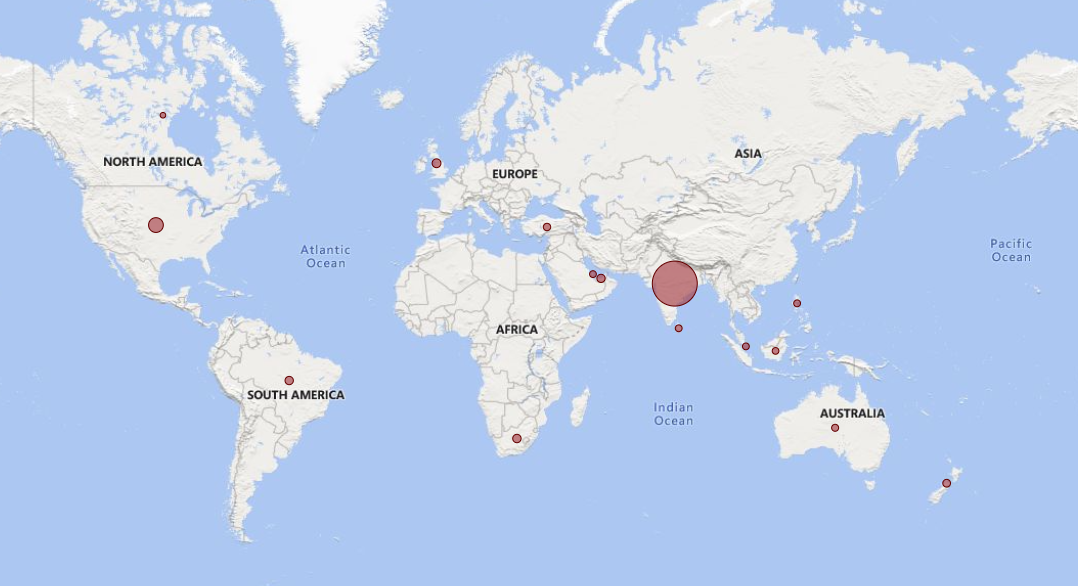 ASIA
NORTH AMERICA
EUROPE
Atlantic
Ocean
Pacific
Ocean
AFRICA
SOUTH AMERICA
Indian
Ocean
AUSTRALIA